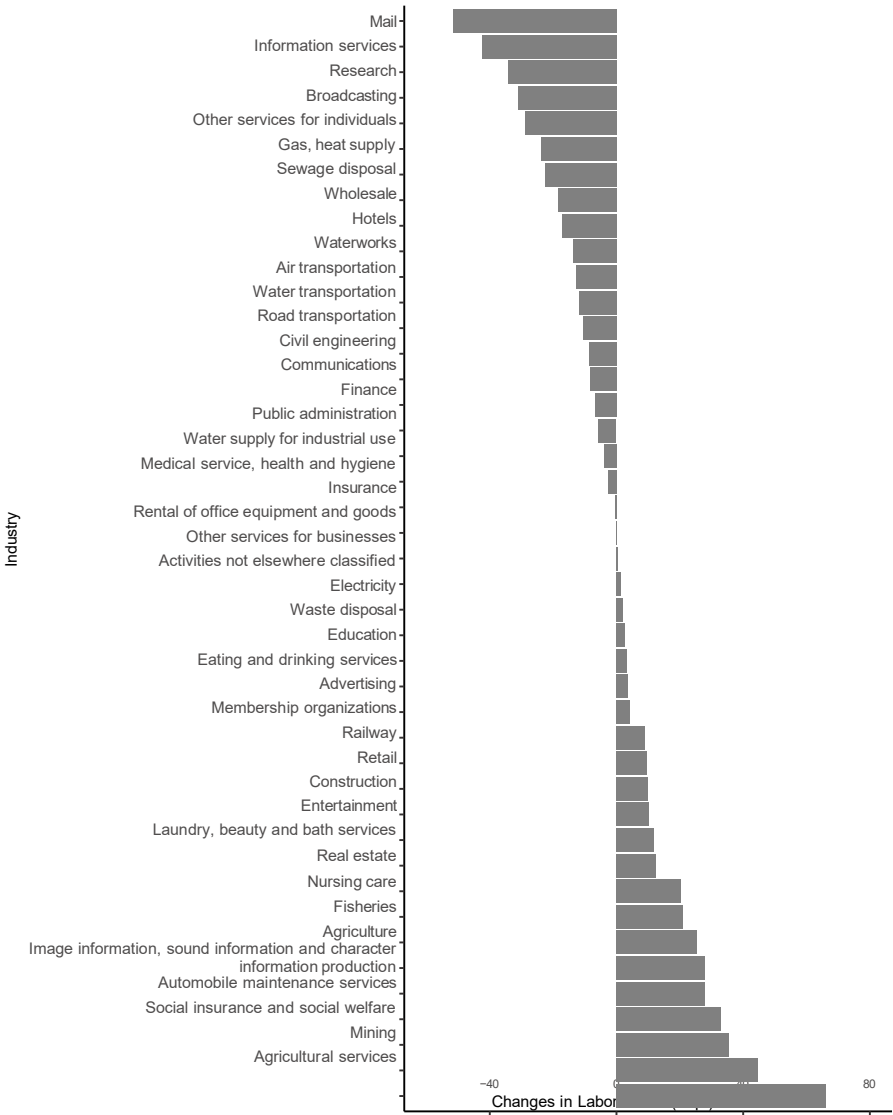 Mail
Information services
Research
Broadcasting
Other services for individuals
Gas, heat supply
Sewage disposal
Wholesale
Hotels
Waterworks
Air transportation
Water transportation
Road transportation
Civil engineering
Communications
Finance
Public administration
Water supply for industrial use
Medical service, health and hygiene
Insurance
Rental of office equipment and goods
Other services for businesses
Activities not elsewhere classified
Electricity
Waste disposal
Education
Eating and drinking services
Advertising
Membership organizations
Railway
Retail
Construction
Entertainment
Laundry, beauty and bath services
Real estate
Nursing care
Fisheries
Agriculture
Image information, sound information and character
information production
Automobile maintenance services
Social insurance and social welfare
Mining
Agricultural services
Industry
−40 80
Changes in Labor